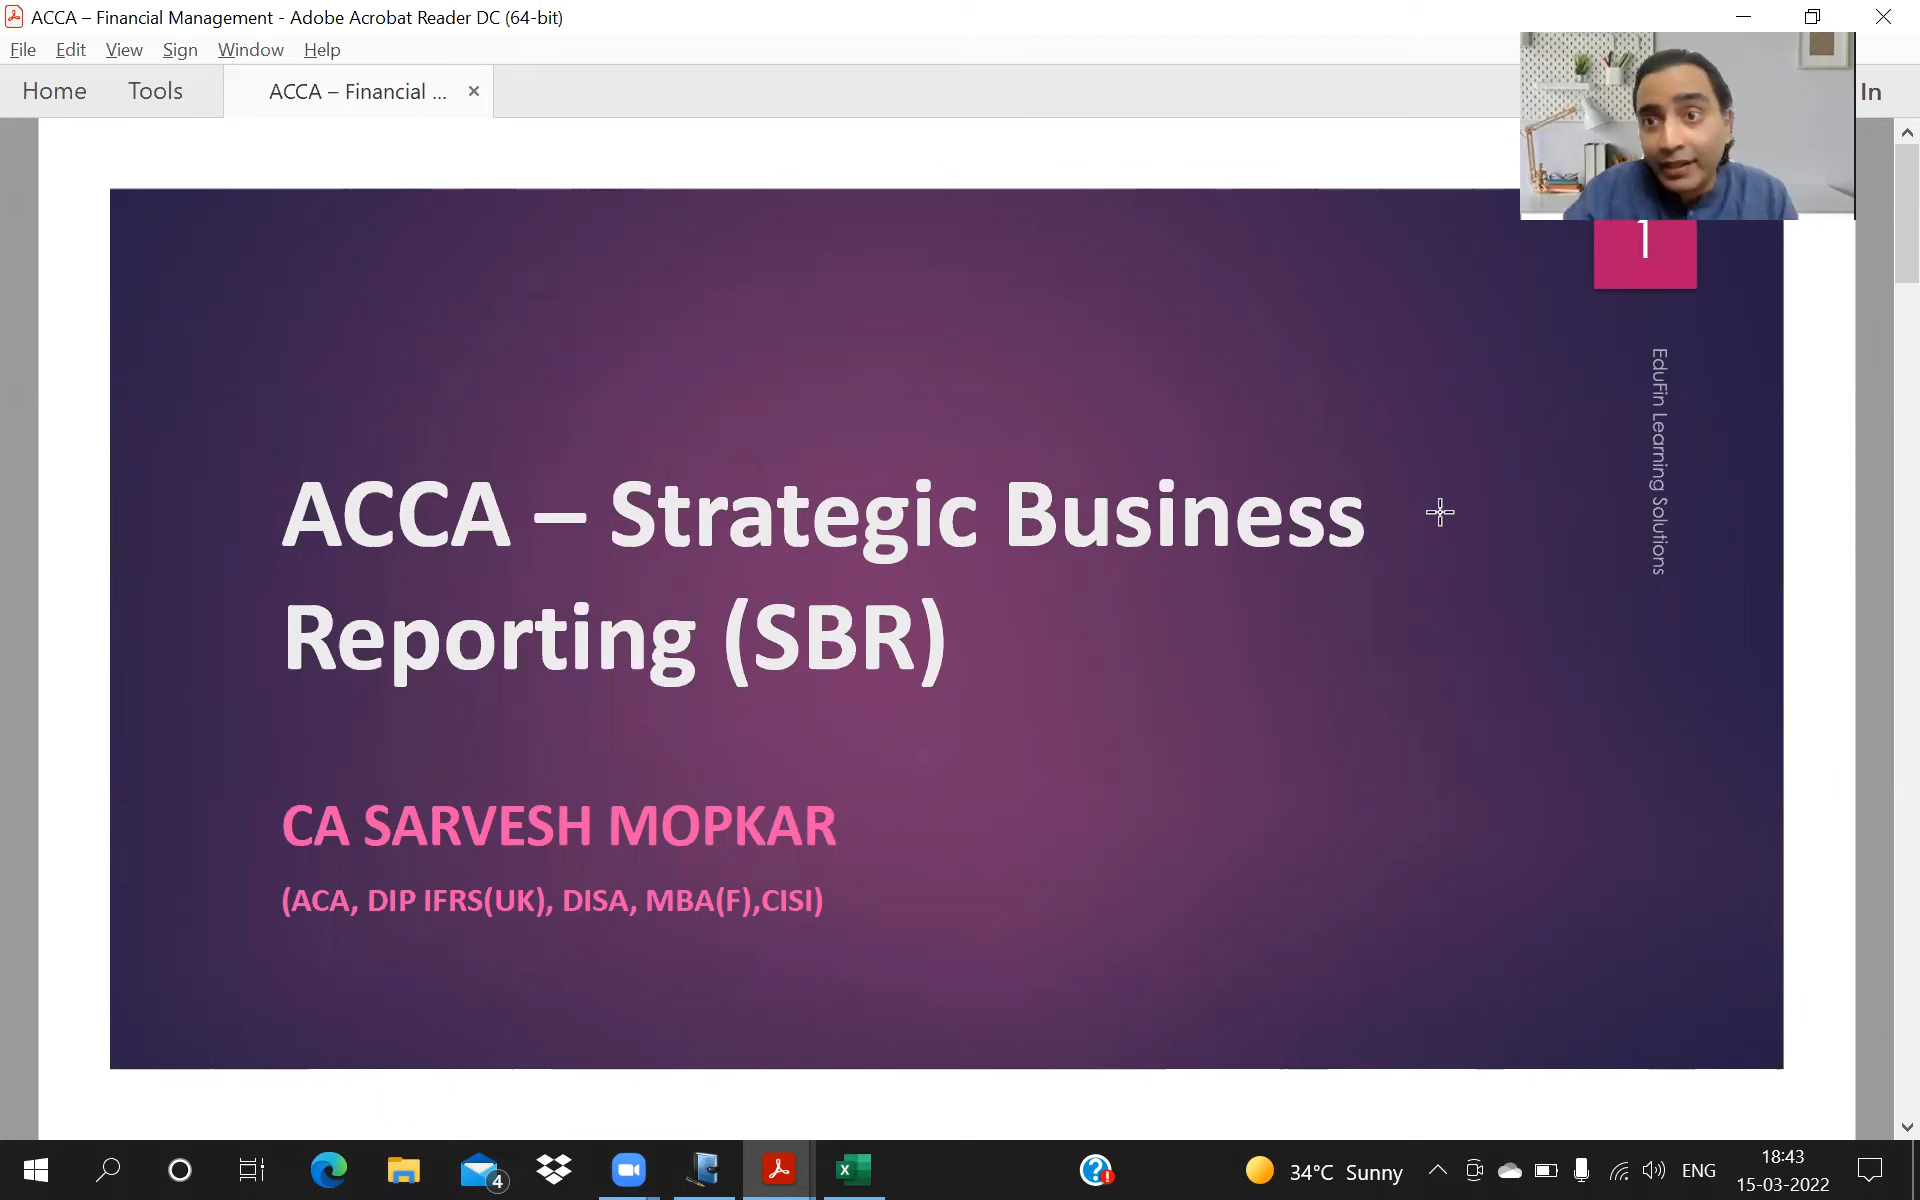 ACCA – Financial Management - Adobe Acrobat Reader DC (64-bit)
File Edit View Sign Window Help
Home Tools ACCA – Financial ... ×
In
1
EduFin Learning Solutions
ACCA – Strategic Business
Reporting (SBR)
CA SARVESH MOPKAR
(ACA, DIP IFRS(UK), DISA, MBA(F),CISI)
4
34°C Sunny
ENG
18:43
15-03-2022